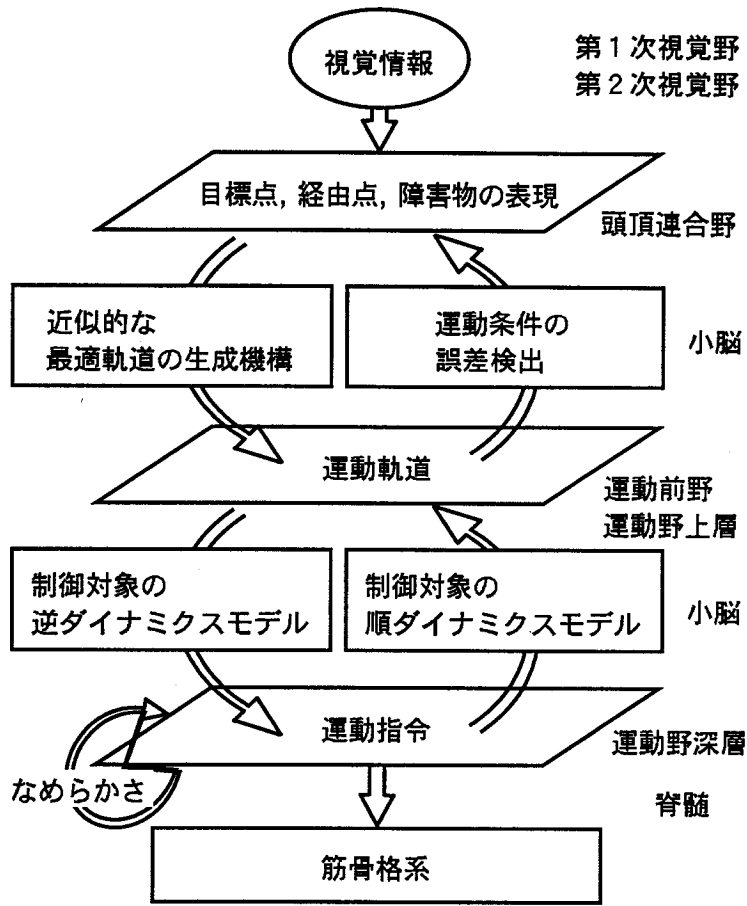 視覚情報
第1次視覚野
第2次視覚野
目標点, 経由点, 障害物の表現
頭頂連合野
近似的な
最適軌道の生成機構
運動条件の
誤差検出
小脳
運動軌道
運動前野
運動野上層
制御対象の
逆ダイナミクスモデル
制御対象の
順ダイナミクスモデル
小脳
運動指令
運動野深層
なめらかさ
脊髄
筋骨格系